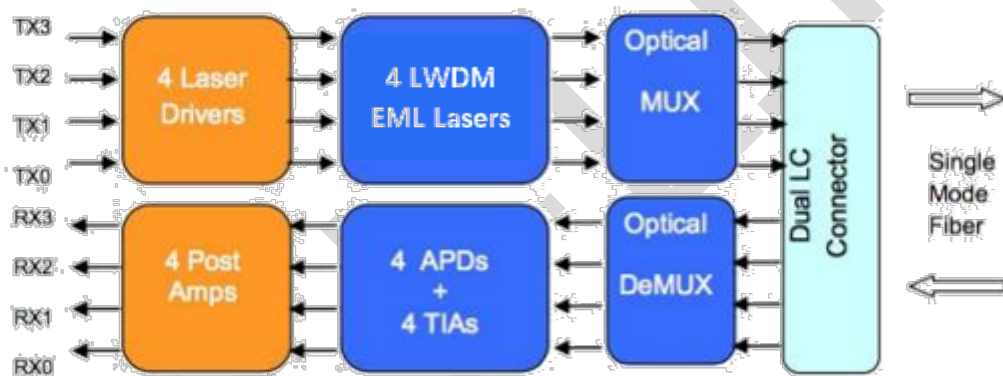 TX3
TX2
TX1
TX0
RX3
RX2
RX1
RX0
4 Laser
Drivers
4 LWDM
EML Lasers
Optical
MUX
4 Post
Amps
4 APDs
+
4 TIAs
Optical
DeMUX
Dual LC
Connector
Single
Mode
Fiber